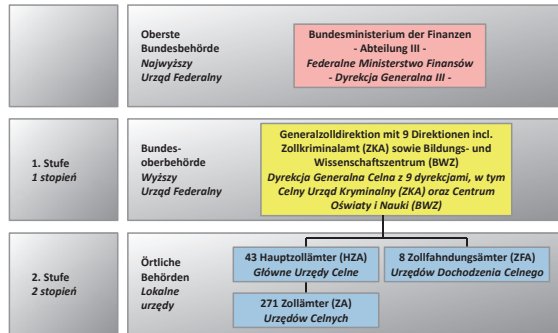 Oberste
Bundesbehörde
Najwyższy
Urząd Federalny
Bundesministerium der Finanzen
- Abteilung III -
Federalne Ministerstwo Finansów
- Dyrekcja Generalna III -
1. Stufe
1 stopień
Bundes-
oberbehörde
Wyższy
Urząd Federalny
Generalzolldirektion mit 9 Direktionen incl.
Zollkriminalamt (ZKA) sowie Bildungs- und
Wissenschaftszentrum (BWZ)
Dyrekcja Generalna Celna z 9 dyrekcjami, w tym
Celny Urząd Kryminalny (ZKA) oraz Centrum
Oświaty i Nauki (BWZ)
2. Stufe
2 stopień
Örtliche
Behörden
Lokalne
urzędy
43 Hauptzollämter (HZA)
Główne Urzędy Celne
8 Zollfahndungsämter (ZFA)
Urzędów Dochodzenia Celnego
271 Zollämter (ZA)
Urzędów Celnych